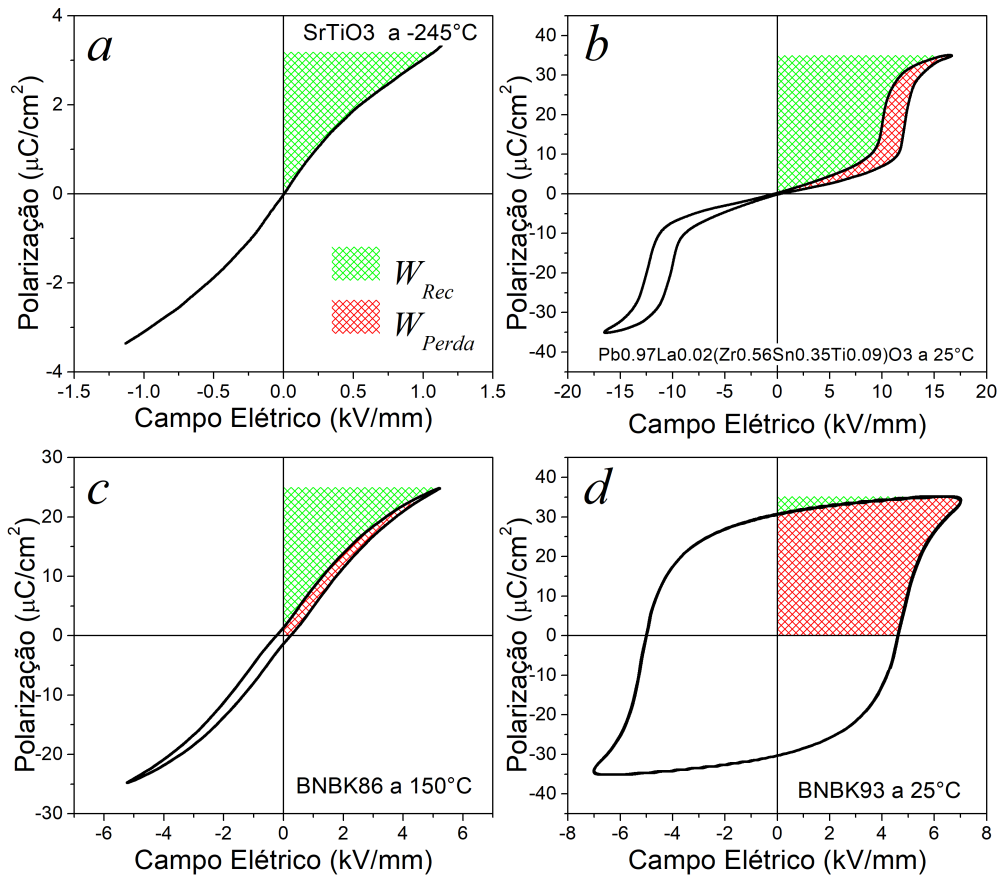 a
SrTiO3 a -245°C
Polarização (μC/cm²)
4
2
0
-2
-4
-1.5 -1.0 -0.5 0.0 0.5 1.0 1.5
Campo Elétrico (kV/mm)
W Rec
W Perda
b
Polarização (μC/cm²)
40
30
20
10
0
-10
-20
-30
-40
Pb0.97La0.02(Zr0.56Sn0.35Ti0.09)O3 a 25°C
-20 -15 -10 -5 0 5 10 15 20
Campo Elétrico (kV/mm)
c
Polarização (μC/cm²)
30
20
10
0
-10
-20
-30
BNBK86 a 150°C
-6 -4 -2 0 2 4 6
Campo Elétrico (kV/mm)
d
Polarização (μC/cm²)
40
30
20
10
0
-10
-20
-30
-40
BNBK93 a 25°C
-8 -6 -4 -2 0 2 4 6 8
Campo Elétrico (kV/mm)